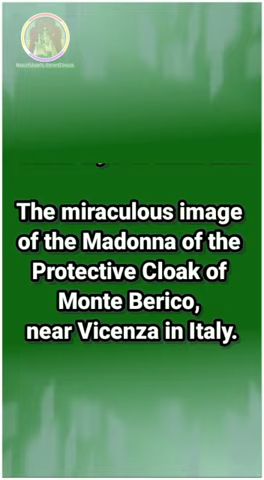 The miraculous image
of the Madonna of the
Protective Cloak of
Monte Berico,
near Vicenza in Italy.